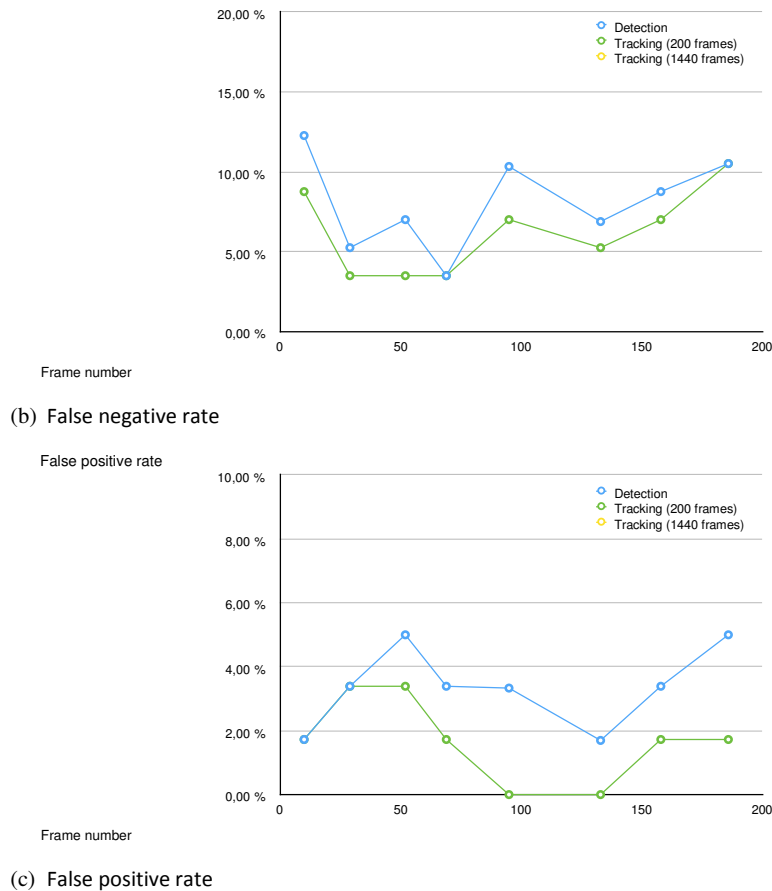 20,00 %
Detection
Tracking (200 frames)
Tracking (1440 frames)
15,00 %
10,00 %
5,00 %
0,00 %
0 50 100 150 200
Frame number
(b) False negative rate
False positive rate
10,00 %
Detection
Tracking (200 frames)
Tracking (1440 frames)
8,00 %
6,00 %
4,00 %
2,00 %
0,00 %
0 50 100 150 200
Frame number
(c) False positive rate